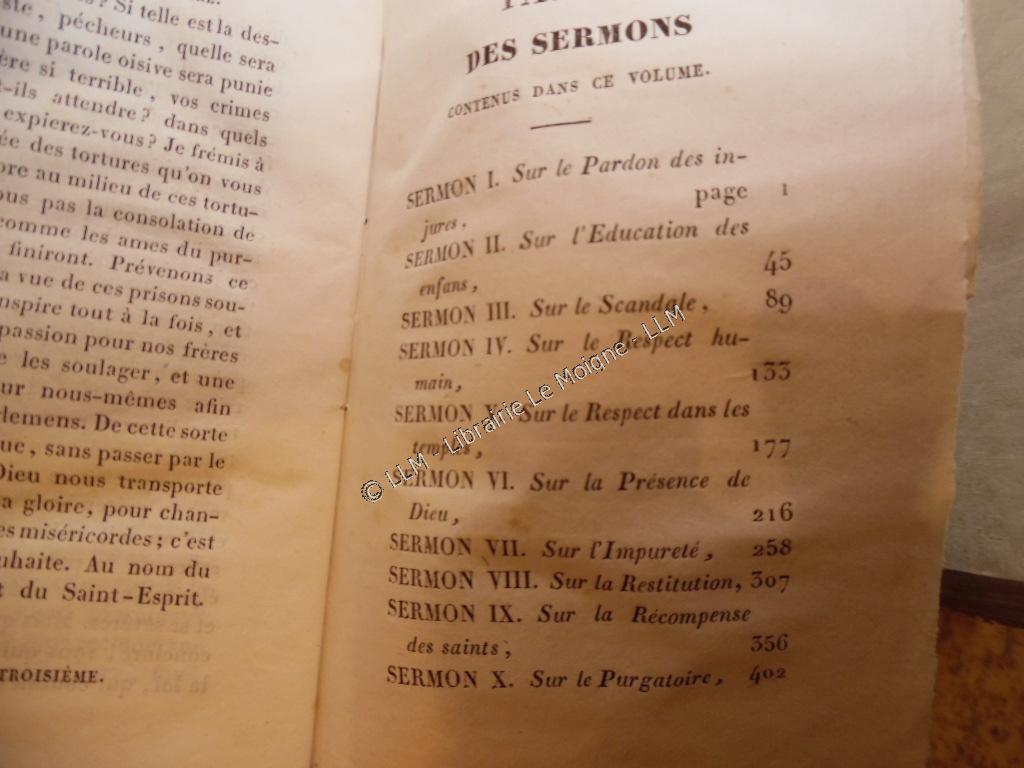 ? Si telle est la des-
pécheurs, quelle sera
une parole oisive sera punie
si terrible, vos crimes
-ils attendre? dans quels
expierez-vous? Je frémis à
des tortures qu'on vous
au milieu de ces tortu-
pas la consolation de
comme les ames du pur-
finiront. Prévenons ce
vue de ces prisons sou-
tout à la fois, et
passion pour nos frères
les soulager, et une
nous-mêmes afin
De cette sorte
sans passer par le
Dieu nous transporte
gloire, pour chan-
miséricordes; c'est
Au nom du
du Saint-Esprit.
TROISIÈME.
DES SERMONS
CONTENUS DANS CE VOLUME.
SERMON I. Sur le Pardon des in-
jures, page 1
SERMON II. Sur l'Education des
enfans, 45
SERMON III. Sur le Scandale, 89
SERMON IV. Sur le Respect hu-
main, 133
SERMON V. Sur le Respect dans les
temples, 177
SERMON VI. Sur la Présence de
Dieu, 216
SERMON VII. Sur l'Impureté, 258
SERMON VIII. Sur la Restitution, 307
SERMON IX. Sur la Récompense
des saints, 356
SERMON X. Sur le Purgatoire, 402
© LLM - Librairie Le Moigne - LLM